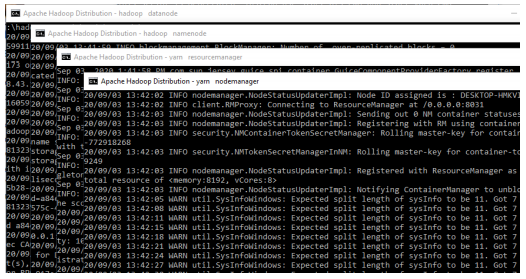 Apache Hadoop Distribution - hadoop   datanode
Apache Hadoop Distribution - hadoop   namenode
20/09/03 13:41:59 INFO blockmanagement.BlockManager: Number of  over-replicated blocks = 0
Apache Hadoop Distribution - yarn   resourcemanager
Sep 03, 2020 1:41:58 PM com.sun.jersey.guice.spi.container.GuiceComponentProviderFactory register
Apache Hadoop Distribution - yarn   nodemanager
20/09/03 13:42:02 INFO nodemanager.NodeStatusUpdaterImpl: Node ID assigned is : DESKTOP-HMKVI
20/09/03 13:42:02 INFO client.RMProxy: Connecting to ResourceManager at /0.0.0.0:8031
20/09/03 13:42:03 INFO nodemanager.NodeStatusUpdaterImpl: Sending out 0 NM container statuses
20/09/03 13:42:03 INFO nodemanager.NodeStatusUpdaterImpl: Registering with RM using container
20/09/03 13:42:03 INFO security.NMContainerTokenSecretManager: Rolling master-key for contain
-772918268
20/09/03 13:42:03 INFO security.NMTokenSecretManagerInNM: Rolling master-key for container-to
9249
20/09/03 13:42:03 INFO nodemanager.NodeStatusUpdaterImpl: Registered with ResourceManager as
total resource of <memory:8192, vCores:8>
20/09/03 13:42:03 INFO nodemanager.NodeStatusUpdaterImpl: Notifying ContainerManager to unblo
20/09/03 13:42:05 WARN util.SysInfoWindows: Expected split length of sysInfo to be 11. Got 7
20/09/03 13:42:08 WARN util.SysInfoWindows: Expected split length of sysInfo to be 11. Got 7
20/09/03 13:42:11 WARN util.SysInfoWindows: Expected split length of sysInfo to be 11. Got 7
20/09/03 13:42:15 WARN util.SysInfoWindows: Expected split length of sysInfo to be 11. Got 7
20/09/03 13:42:18 WARN util.SysInfoWindows: Expected split length of sysInfo to be 11. Got 7
20/09/03 13:42:21 WARN util.SysInfoWindows: Expected split length of sysInfo to be 11. Got 7
20/09/03 13:42:24 WARN util.SysInfoWindows: Expected split length of sysInfo to be 11. Got 7
20/09/03 13:42:27 WARN util.SysInfoWindows: Expected split length of sysInfo to be 11. Got 7